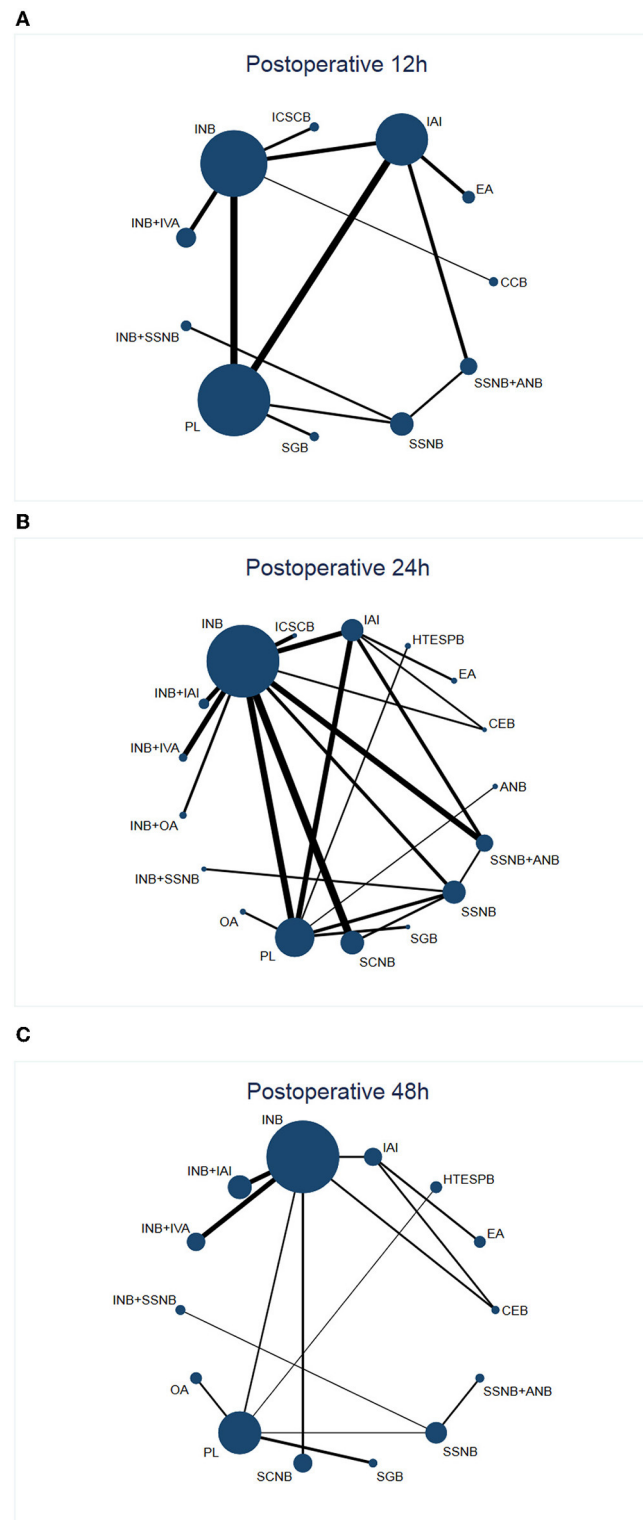 A
Postoperative 12h
ICSCB
IAI
INB
EA
INB+IVA
CCB
INB+SSNB
SSNB+ANB
PL
SGB
SSNB
B
Postoperative 24h
INB
ICSCB
IAI
HTESPB
EA
INB+IAI
CEB
INB+IVA
ANB
INB+OA
SSNB+ANB
INB+SSNB
SSNB
OA
SGB
PL
SCNB
C
Postoperative 48h
INB
IAI
INB+IAI
HTESPB
INB+IVA
EA
INB+SSNB
CEB
OA
SSNB+ANB
PL
SSNB
SCNB
SGB